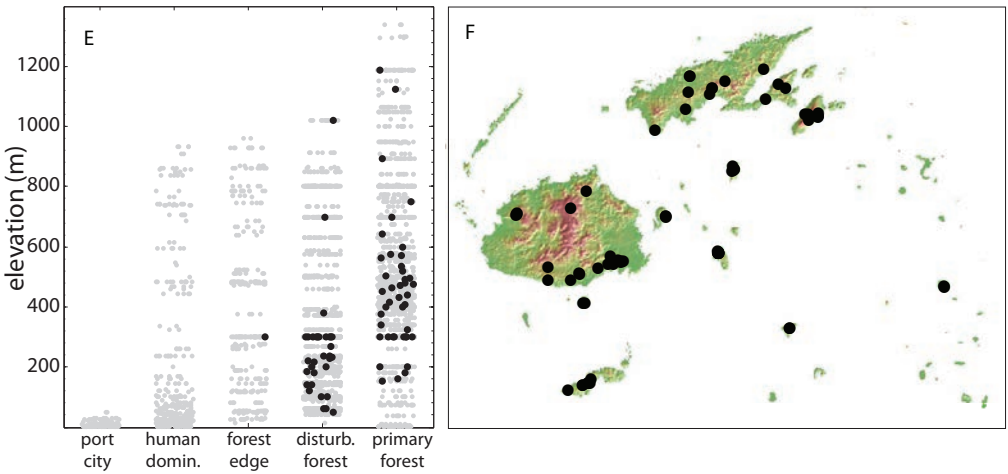 E
F
elevation (m)
1200
1000
800
600
400
200
port city
human domin.
forest edge
disturb. forest
primary forest